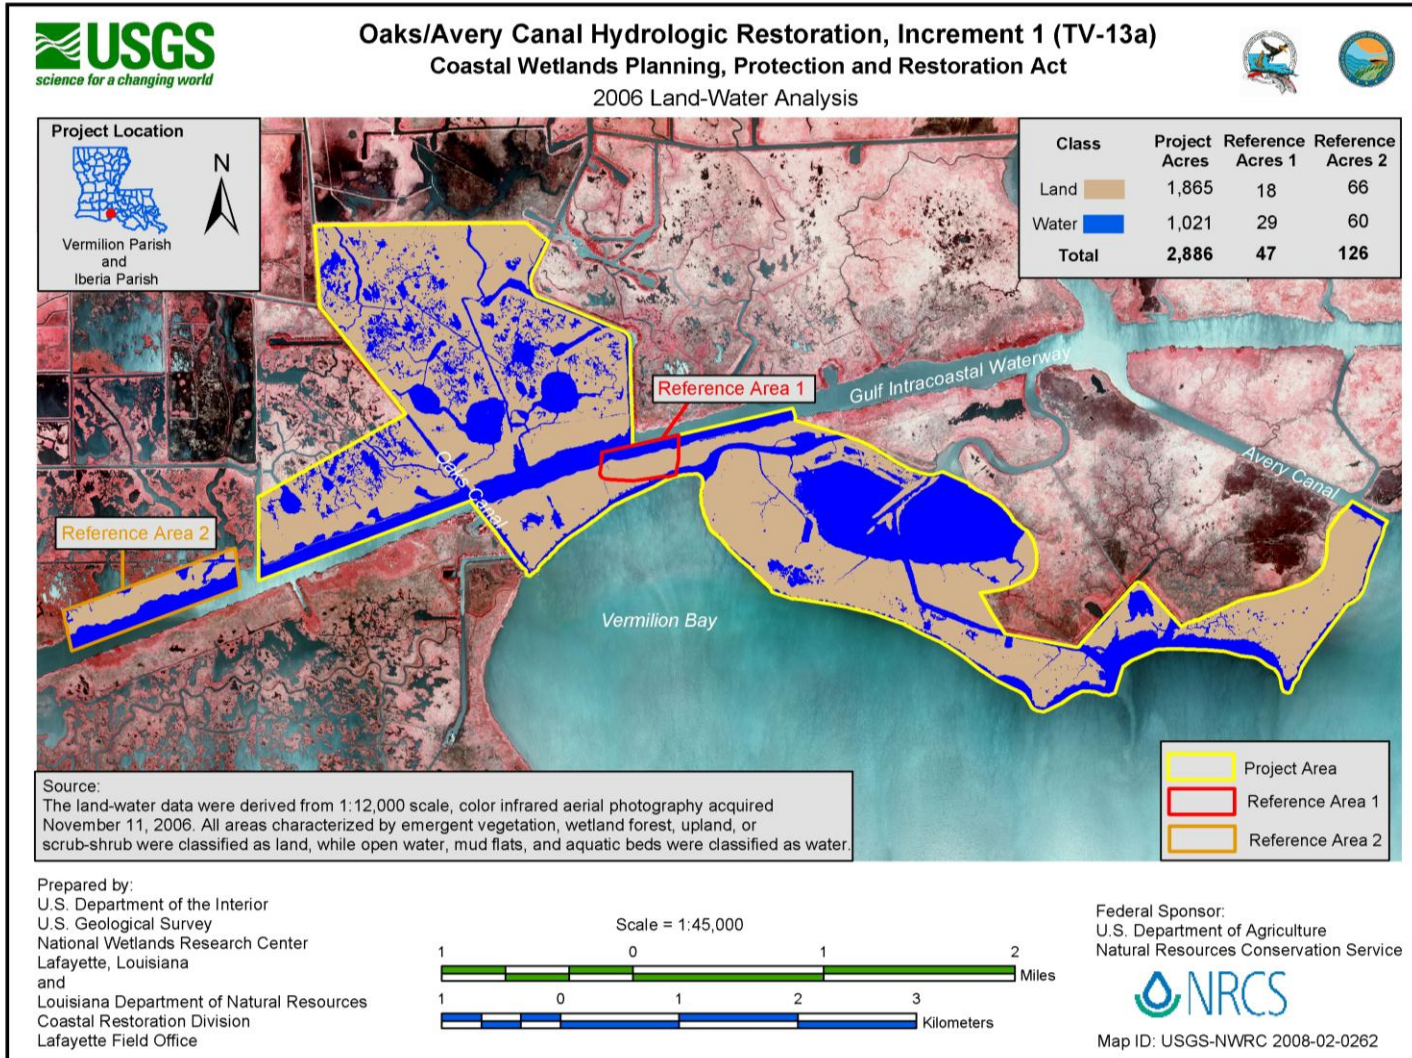 USGS
science for a changing world
Oaks/Avery Canal Hydrologic Restoration, Increment 1 (TV-13a)
Coastal Wetlands Planning, Protection and Restoration Act
2006 Land-Water Analysis
Project Location
N
Vermilion Parish
and
Iberia Parish
Class Project Acres Reference Acres 1 Reference Acres 2
Land 1,865 18 66
Water 1,021 29 60
Total 2,886 47 126
Reference Area 1
Gulf Intracoastal Waterway
Oaks Canal
Avery Canal
Reference Area 2
Vermilion Bay
Project Area
Reference Area 1
Reference Area 2
Source:
The land-water data were derived from 1:12,000 scale, color infrared aerial photography acquired
November 11, 2006. All areas characterized by emergent vegetation, wetland forest, upland, or
scrub-shrub were classified as land, while open water, mud flats, and aquatic beds were classified as water.
Prepared by:
U.S. Department of the Interior
U.S. Geological Survey
National Wetlands Research Center
Lafayette, Louisiana
and
Louisiana Department of Natural Resources
Coastal Restoration Division
Lafayette Field Office
Scale = 1:45,000
1 0 1 2
Miles
1 0 1 2 3
Kilometers
Federal Sponsor:
U.S. Department of Agriculture
Natural Resources Conservation Service
NRCS
Map ID: USGS-NWRC 2008-02-0262